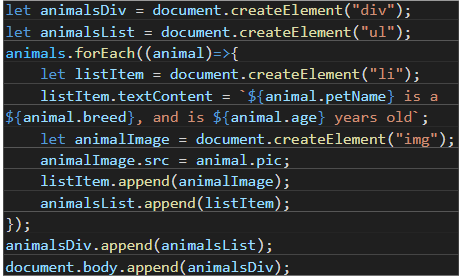 let animalsDiv = document.createElement("div");
let animalsList = document.createElement("ul");
animals.forEach((animal)=>{
    let listItem = document.createElement("li");
    listItem.textContent = `${animal.petName} is a
${animal.breed}, and is ${animal.age} years old`;
    let animalImage = document.createElement("img");
    animalImage.src = animal.pic;
    listItem.append(animalImage);
    animalsList.append(listItem);
});
animalsDiv.append(animalsList);
document.body.append(animalsDiv);